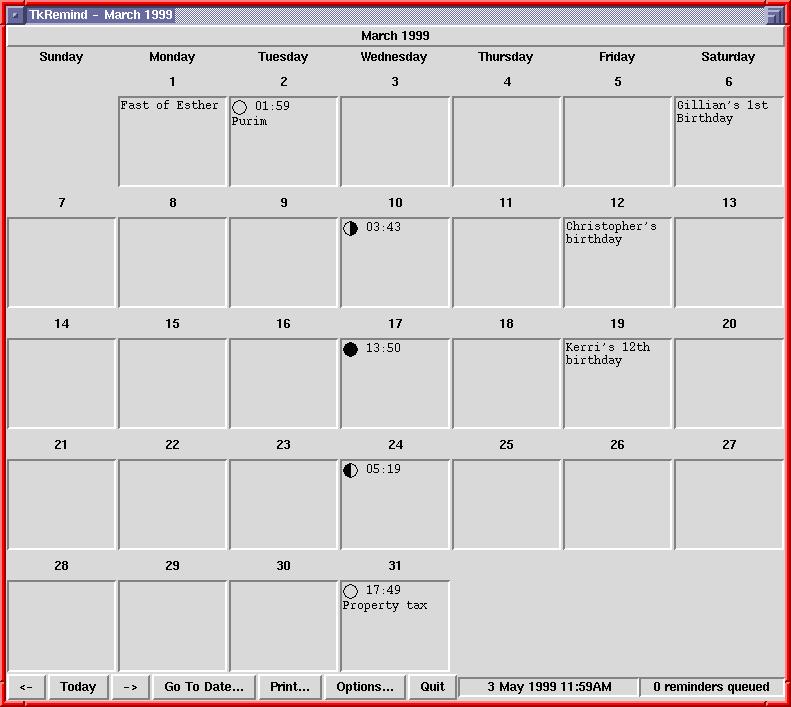 TkRemind - March 1999
March 1999
Sunday Monday Tuesday Wednesday Thursday Friday Saturday
1 2 3 4 5 6
Fast of Esther
01:59
Purim
Gillian's 1st
Birthday
7 8 9 10 11 12 13
03:43
Christopher's
birthday
14 15 16 17 18 19 20
13:50
Kerri's 12th
birthday
21 22 23 24 25 26 27
05:19
28 29 30 31
17:49
Property tax
<- Today -> Go To Date... Print... Options... Quit 3 May 1999 11:59AM 0 reminders queued